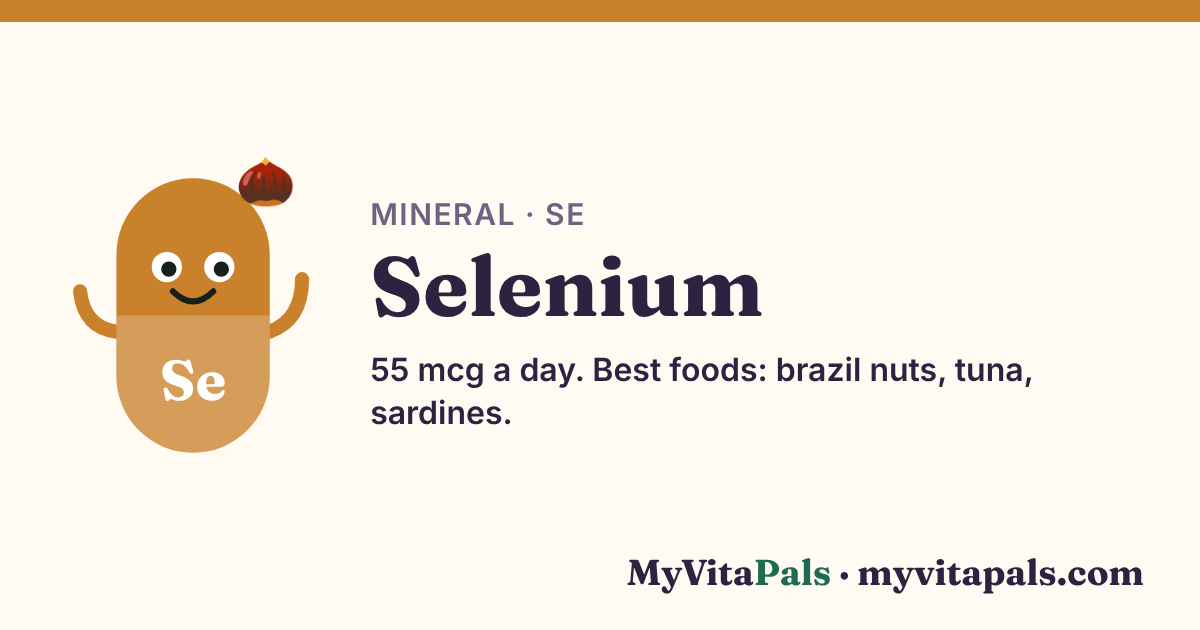 MINERAL · SE
Selenium
55 mcg a day. Best foods: brazil nuts, tuna,
sardines.
Se
MyVitaPals · myvitapals.com